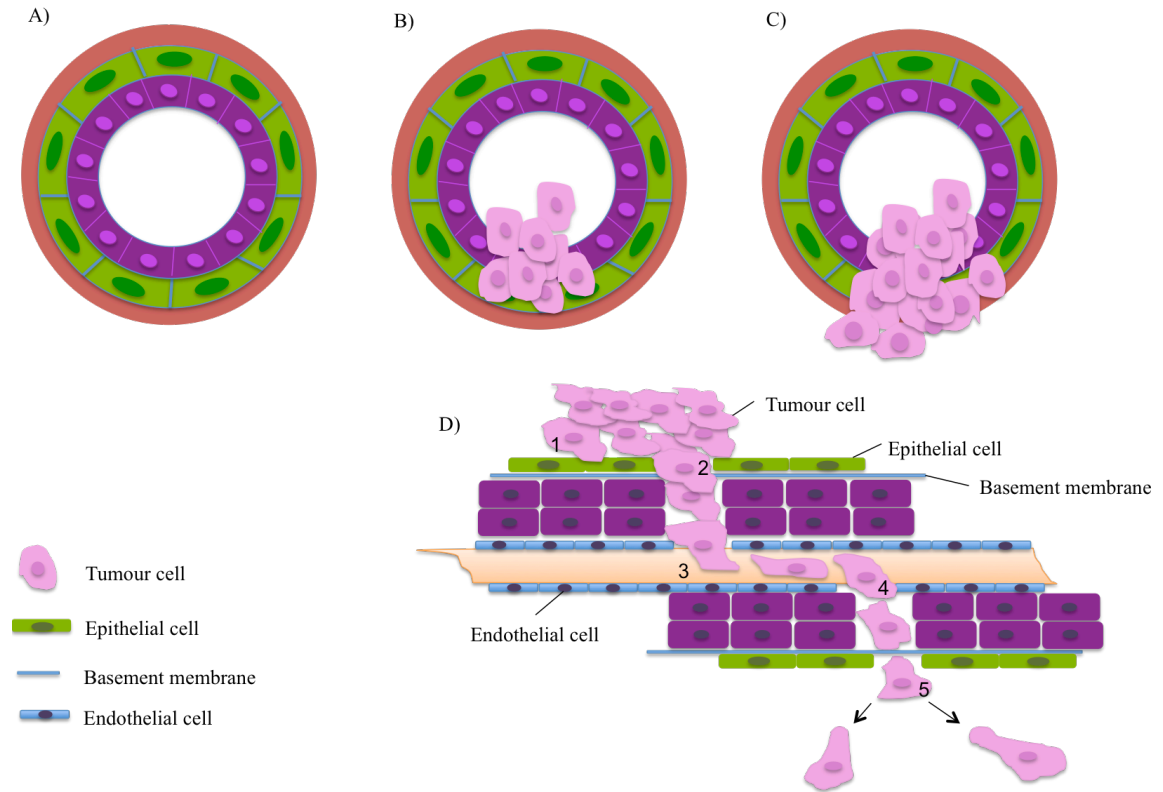 A)
B)
C)
D)
Tumour cell
Epithelial cell
Basement membrane
1
2
3
4
5
Endothelial cell
Tumour cell
Epithelial cell
Basement membrane
Endothelial cell